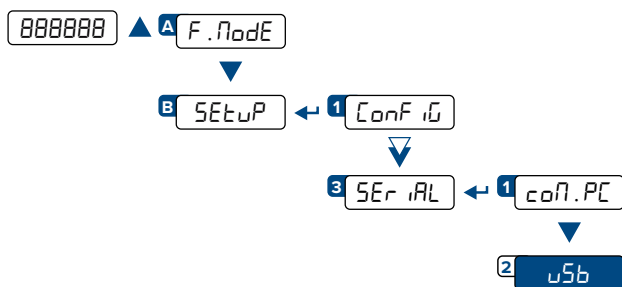 888888 A F.ModE
B SEtuP 1 ConFiG
3 SEriAL 1 coM.PC
2 uSb